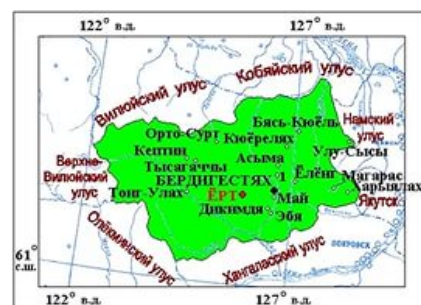 122° в.д. 127° в.д.
Кобяйский улус
Вилюйский улус
Бясь-Кюёль
Намский улус
Орто-Сурт
Кюёрелях
Кептин
Асыма
Улу-Сысы
Верхне-Вилюйский улус
Тысагаччы
БЕРДИГЕСТЯХ 1 Ёлёнг
Магарас
Харыялах
Тонг-Улах
ЁРТ
Май
Якутск
Дикимдя
Эбя
Олёкминский улус
Хангаласский улус
ПОКРОВСК
61° с.ш.
122° в.д. 127° в.д.